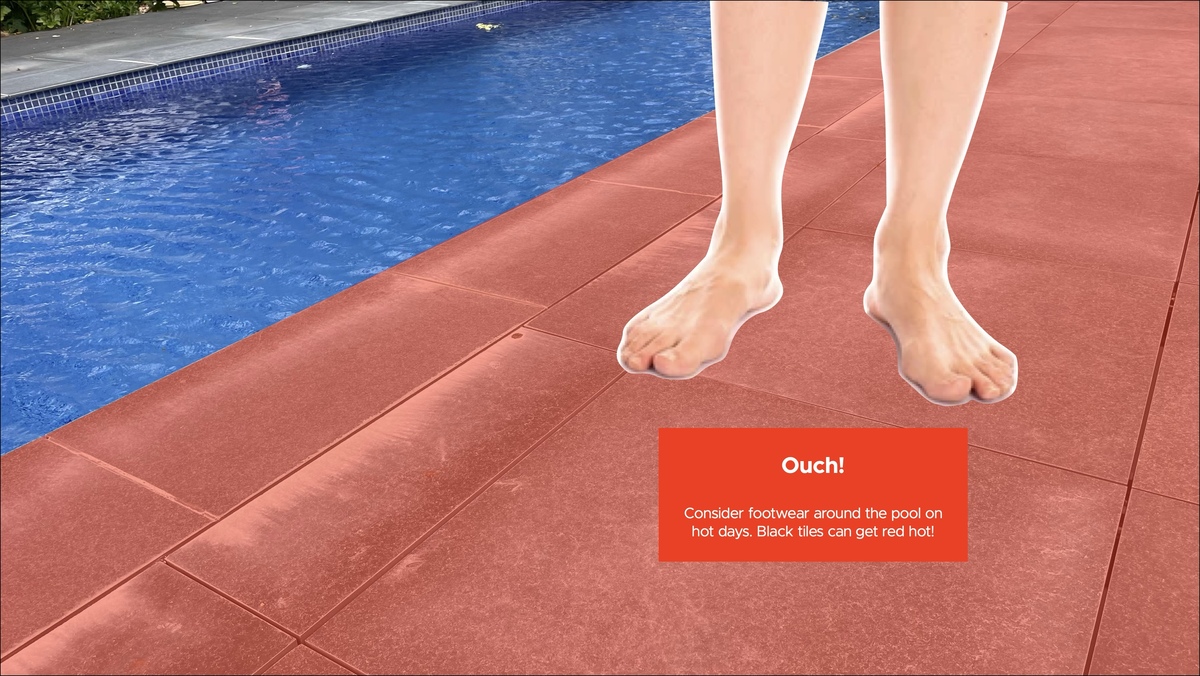 Ouch!
Consider footwear around the pool on
hot days. Black tiles can get red hot!